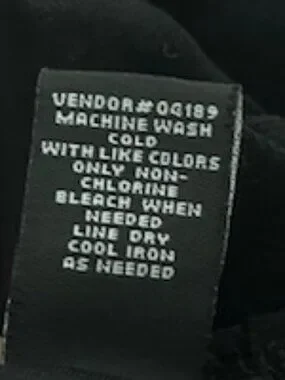 VENDOR#0G189
MACHINE WASH
COLD
WITH LIKE COLORS
ONLY NON-
CHLORINE
BLEACH WHEN
NEEDED
LINE DRY
COOL IRON
AS NEEDED